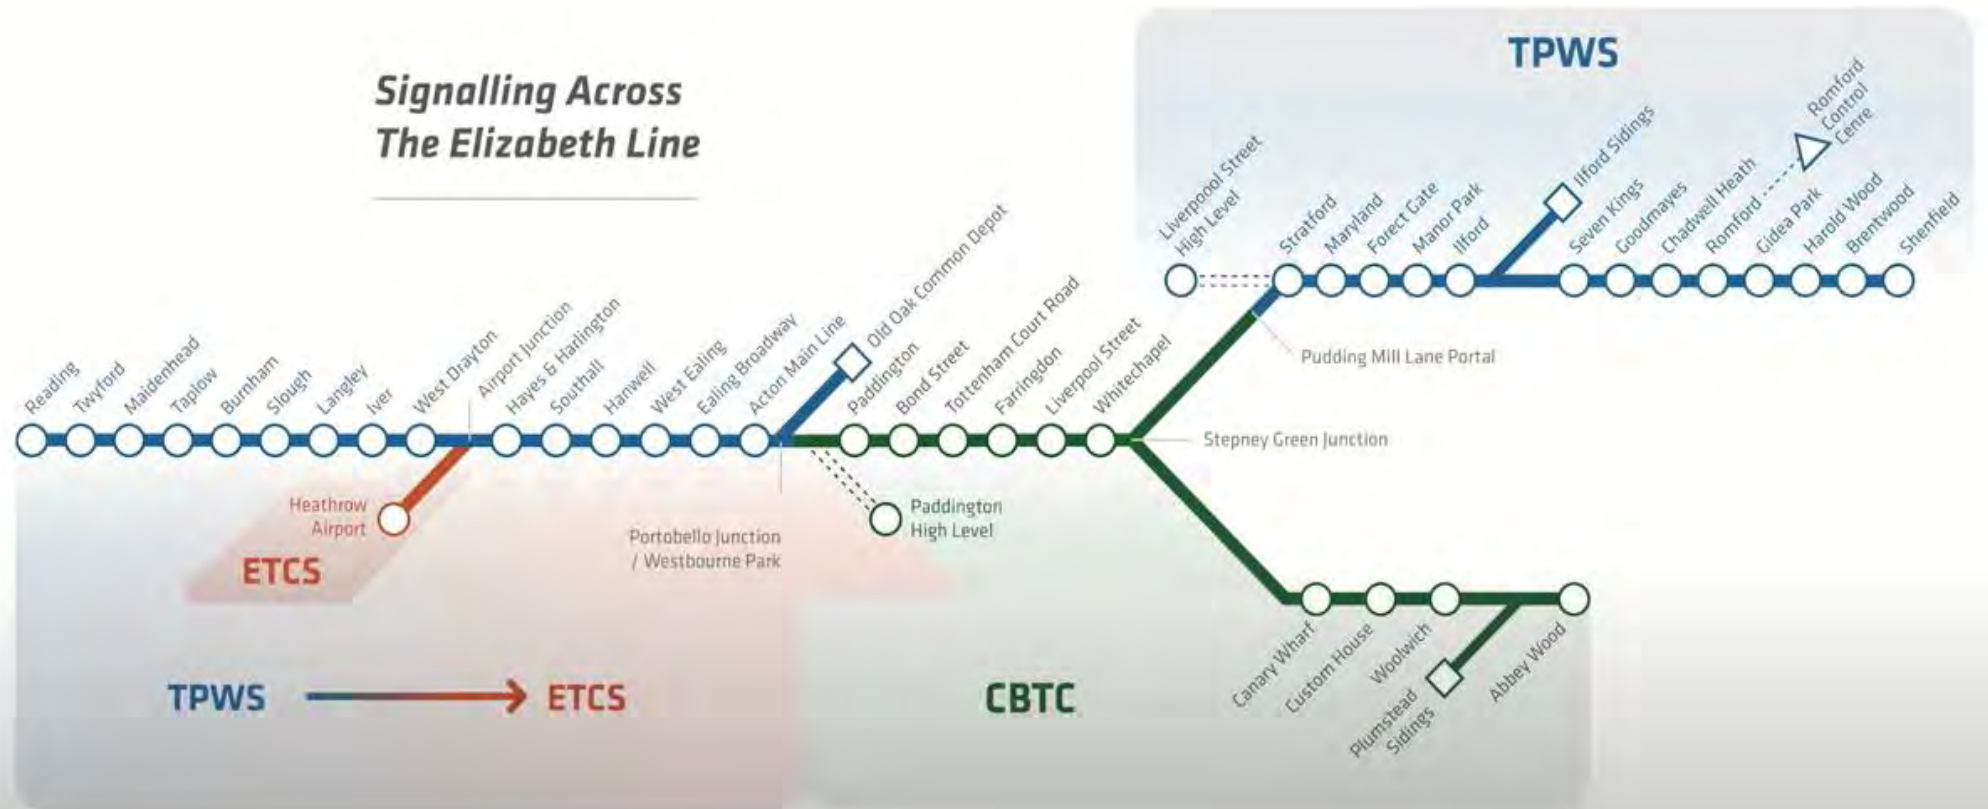 Signalling Across
The Elizabeth Line
TPWS
Reading
Twyford
Maidenhead
Taplow
Burnham
Slough
Langley
Iver
West Drayton
Airport Junction
Hayes & Harlington
Southall
Hanwell
West Ealing
Ealing Broadway
Acton Main Line
Old Oak Common Depot
Paddington
Bond Street
Tottenham Court Road
Farringdon
Liverpool Street
Whitechapel
Liverpool Street
High Level
Stratford
Maryland
Forect Gate
Manor Park
Ilford
Ilford Sidings
Seven Kings
Goodmayes
Chadwell Heath
Romford
Romford
Control
Cenre
Gidea Park
Harold Wood
Brentwood
Shenfield
Pudding Mill Lane Portal
Stepney Green Junction
Heathrow
Airport
ETCS
Portobello Junction
/ Westbourne Park
Paddington
High Level
TPWS
ETCS
CBTC
Canary Wharf
Custom House
Woolwich
Plumstead
Sidings
Abbey Wood